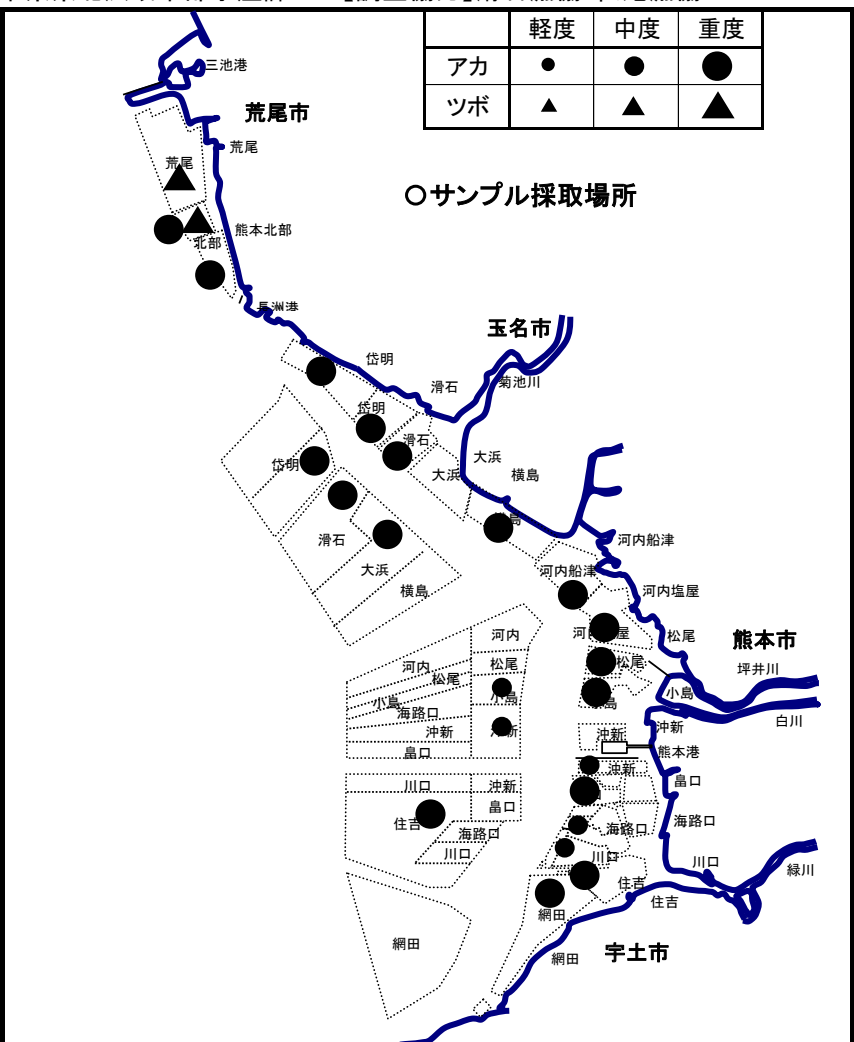 軽度 中度 重度
アカ
ツボ
三池港
荒尾市
荒尾
荒尾
○サンプル採取場所
熊本北部
北部
長洲港
玉名市
岱明
滑石
菊池川
岱明
滑石
大浜
大浜
横島
岱明
滑石
大浜
横島
河内船津
河内船津
河内塩屋
松尾
熊本市
坪井川
小島
白川
松尾
河内
松尾
河内
松尾
小島
小島
海路口
沖新
沖新
畠口
沖新
沖新
熊本港
沖新
畠口
川口
沖新
畠口
住吉
海路口
川口
海路口
海路口
川口
川口
緑川
住吉
住吉
網田
網田
網田
宇土市